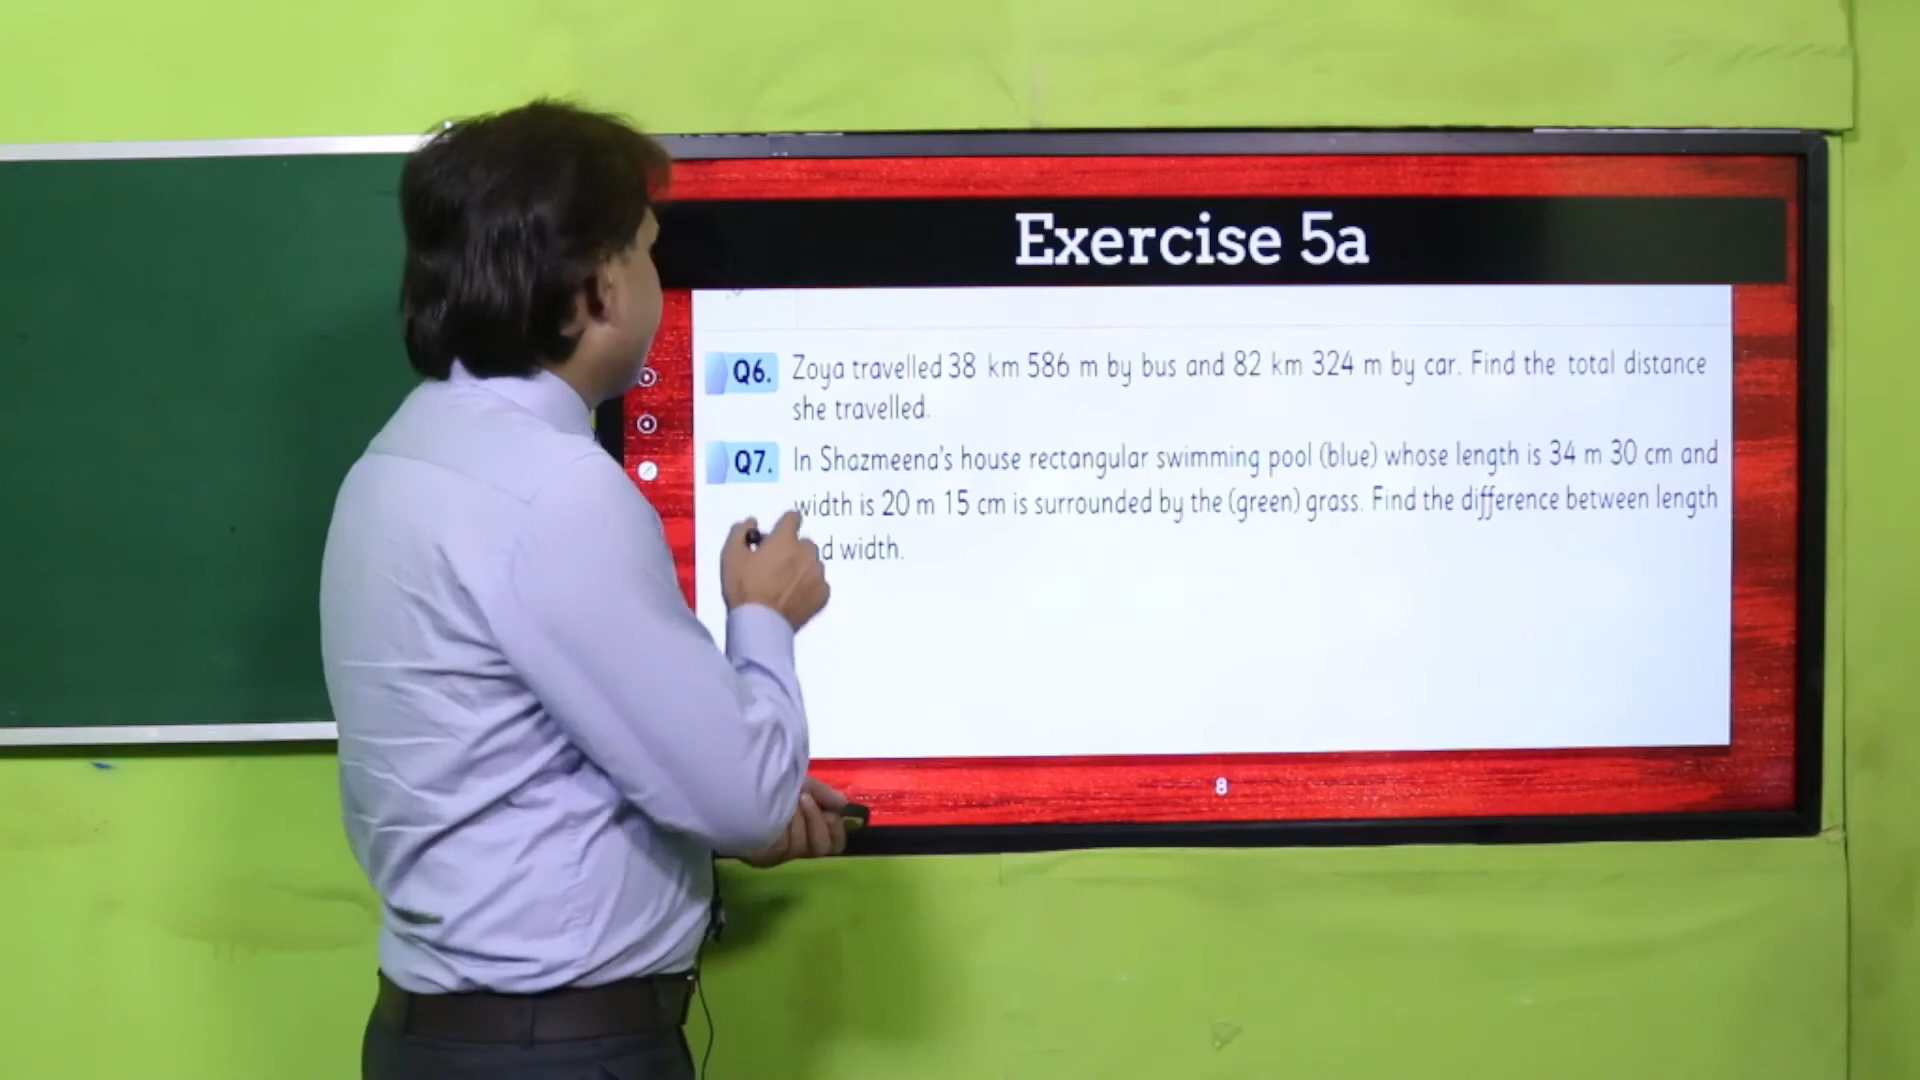 Exercise 5a
Q6. Zoya travelled 38 km 586 m by bus and 82 km 324 m by car. Find the total distance
she travelled.
Q7. In Shazmeena's house rectangular swimming pool (blue) whose length is 34 m 30 cm and
width is 20 m 15 cm is surrounded by the (green) grass. Find the difference between length
width.
8